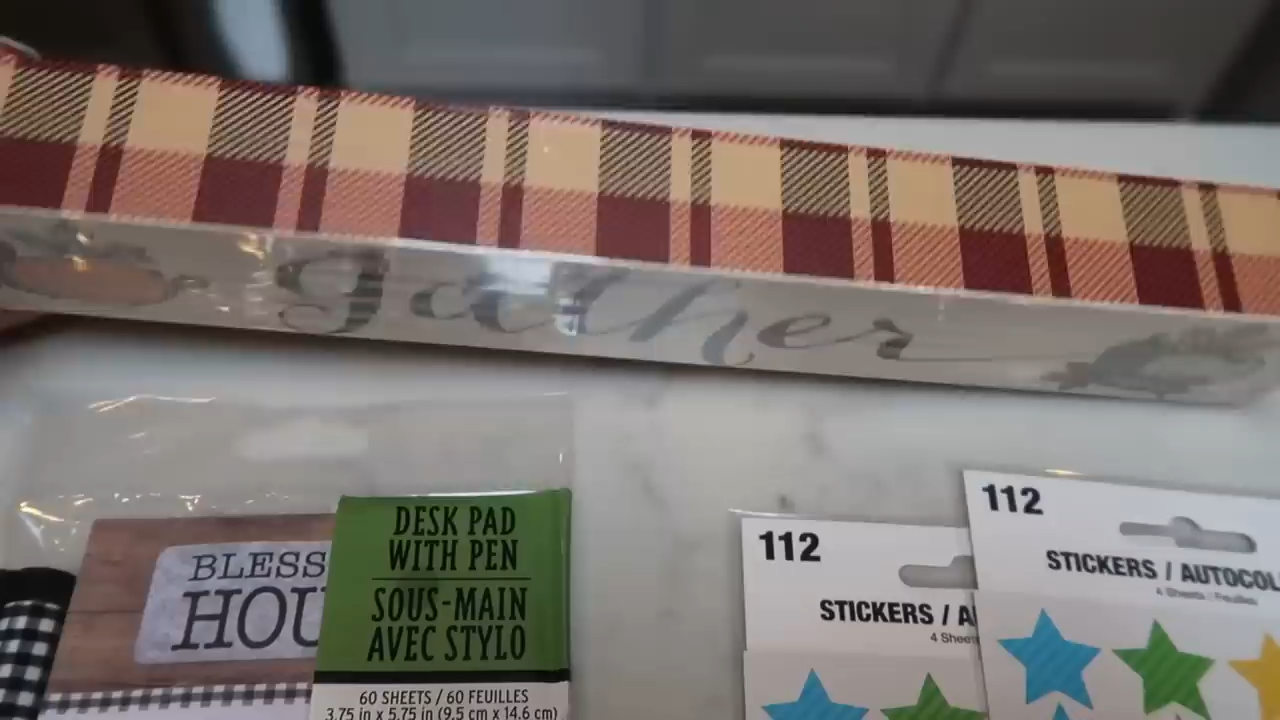 gather
BLESS
HOU
DESK PAD
WITH PEN
SOUS-MAIN
AVEC STYLO
60 SHEETS / 60 FEUILLES
3.75 in x 5.75 in (9.5 cm x 14.6 cm)
112
STICKERS / A
4 Sheets
112
STICKERS / AUTOCOL
4 Sheets / Feuilles